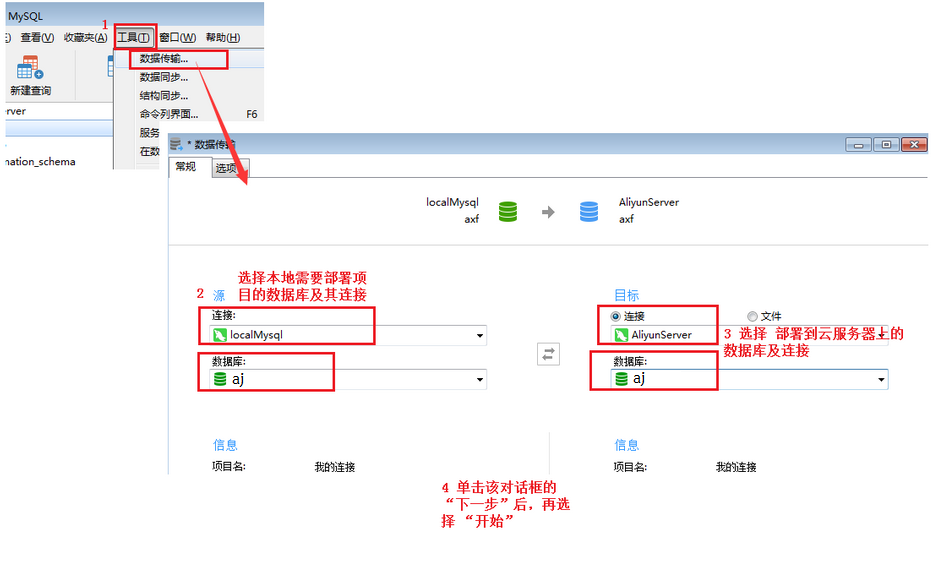 MySQL
1
查看(V) 收藏夹(A) 工具(T) 窗口(W) 帮助(H)
数据传输...
新建查询
数据同步...
结构同步...
命令列界面... F6
服务
在数
* 数据传输
常规 选项
localMysql
axf
AliyunServer
axf
2 选择本地需要部署项
目的数据库及其连接
源
目标
连接:
localMysql
连接 文件
AliyunServer
3 选择 部署到云服务器上的
数据库及连接
数据库:
aj
数据库:
aj
信息
项目名: 我的连接
信息
项目名: 我的连接
4 单击该对话框的
“下一步”后，再选
择 “开始”